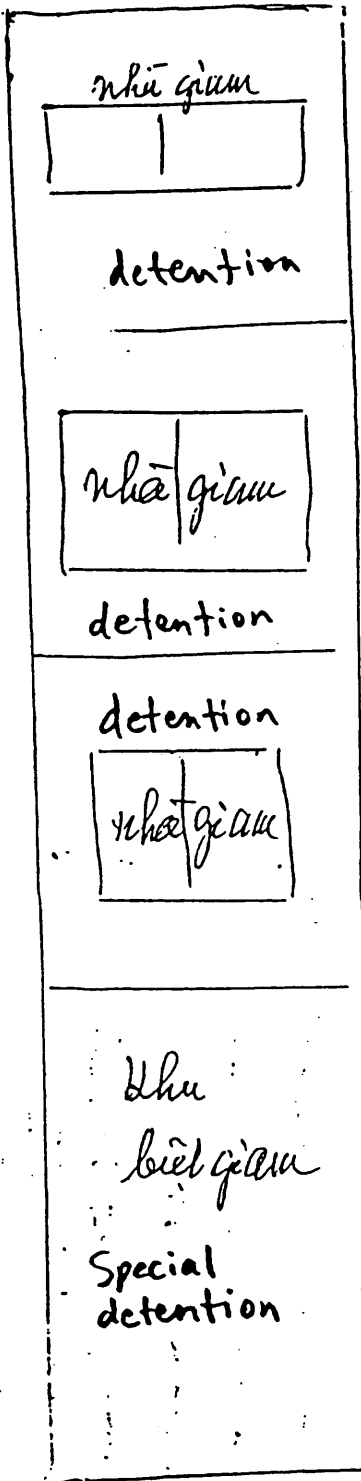 nhà giam
detention
nhà giam
detention
detention
nhà giam
Khu
biệt giam
Special
detention